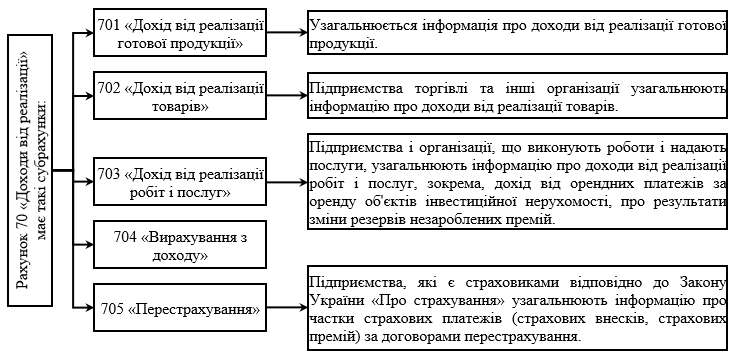 Рахунок 70 «Доходи від реалізації»
має такі субрахунки:
701 «Дохід від реалізації
готової продукції»
Узагальнюється інформація про доходи від реалізації готової
продукції.
702 «Дохід від реалізації
товарів»
Підприємства торгівлі та інші організації узагальнюють
інформацію про доходи від реалізації товарів.
703 «Дохід від реалізації
робіт і послуг»
Підприємства і організації, що виконують роботи і надають
послуги, узагальнюють інформацію про доходи від реалізації
робіт і послуг, зокрема, дохід від орендних платежів за
оренду об'єктів інвестиційної нерухомості, про результати
зміни резервів незароблених премій.
704 «Вирахування з
доходу»
705 «Перестрахування»
Підприємства, які є страховиками відповідно до Закону
України «Про страхування» узагальнюють інформацію про
частки страхових платежів (страхових внесків, страхових
премій) за договорами перестрахування.